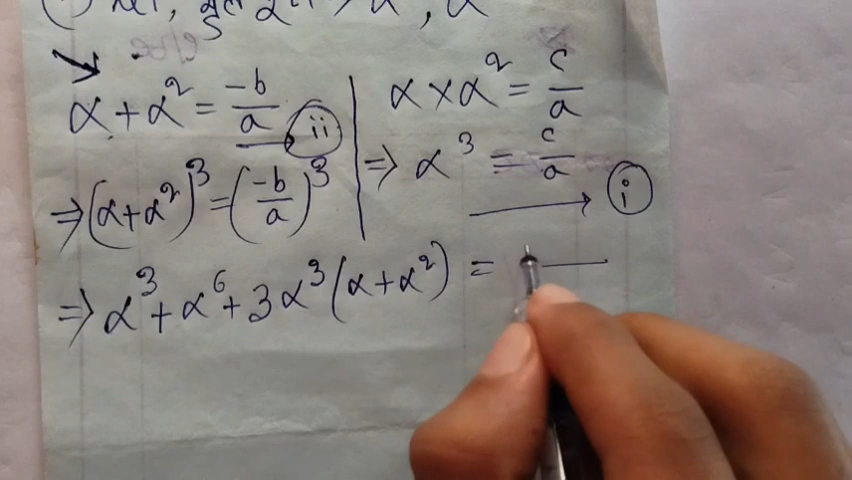 α , α
α + α² = -b/a → (ii)
⇒ (α+α²)³ = (-b/a)³
α × α² = c/a
⇒ α³ = c/a
→ (i)
⇒ α³ + α⁶ + 3α³(α+α²) = —